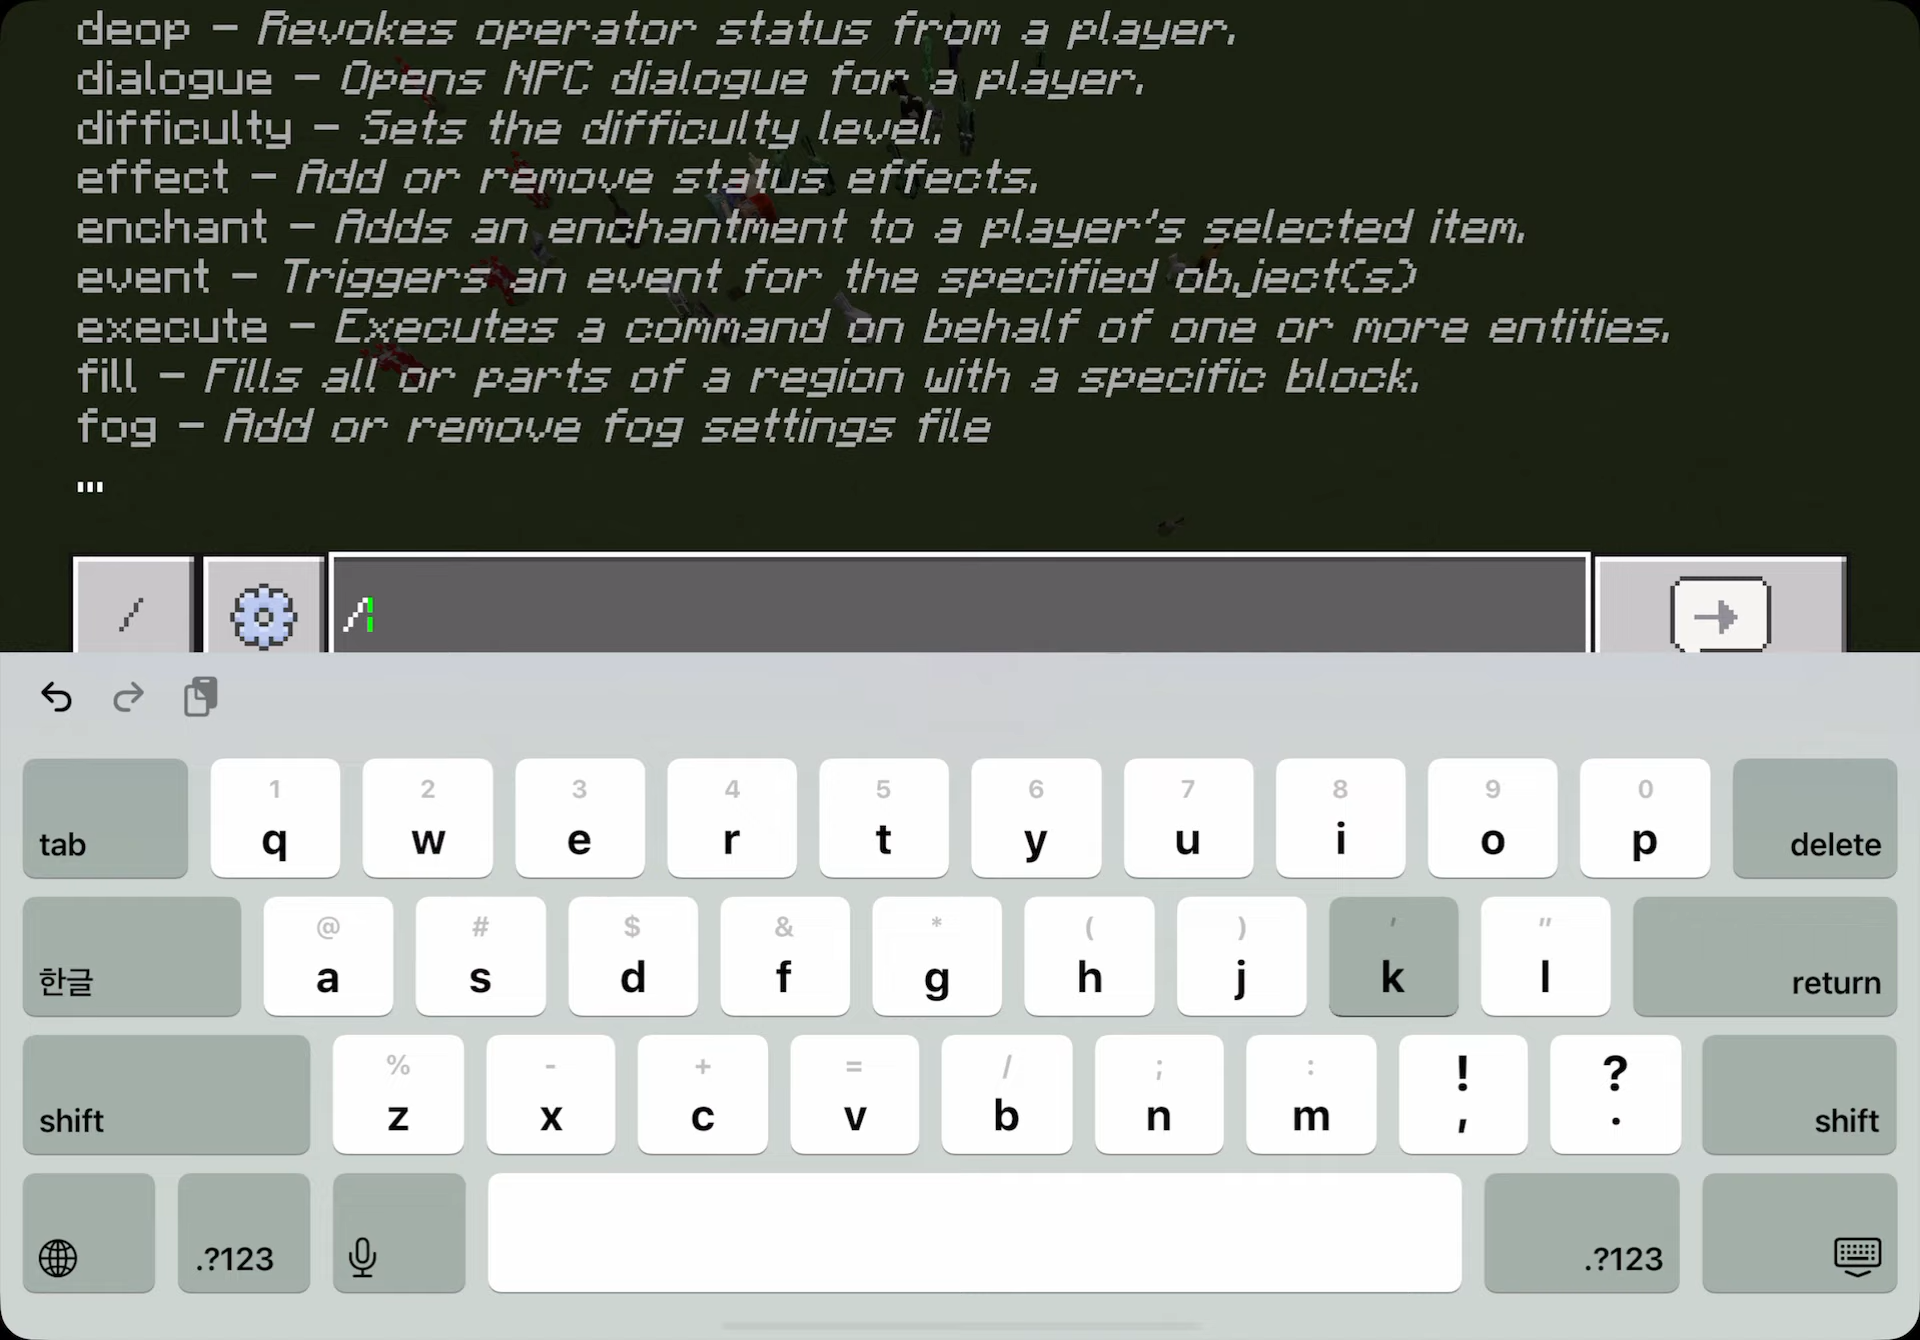 deop - Revokes operator status from a player.
dialogue - Opens NPC dialogue for a player.
difficulty - Sets the difficulty level.
effect - Add or remove status effects.
enchant - Adds an enchantment to a player's selected item.
event - Triggers an event for the specified object(s)
execute - Executes a command on behalf of one or more entities.
fill - Fills all or parts of a region with a specific block.
fog - Add or remove fog settings file
...
/ /
1 2 3 4 5 6 7 8 9 0
tab q w e r t y u i o p delete
@ # $ & * ( ) ' "
한글 a s d f g h j k l return
% - + = / ; : ! ?
shift z x c v b n m , . shift
.?123 .?123